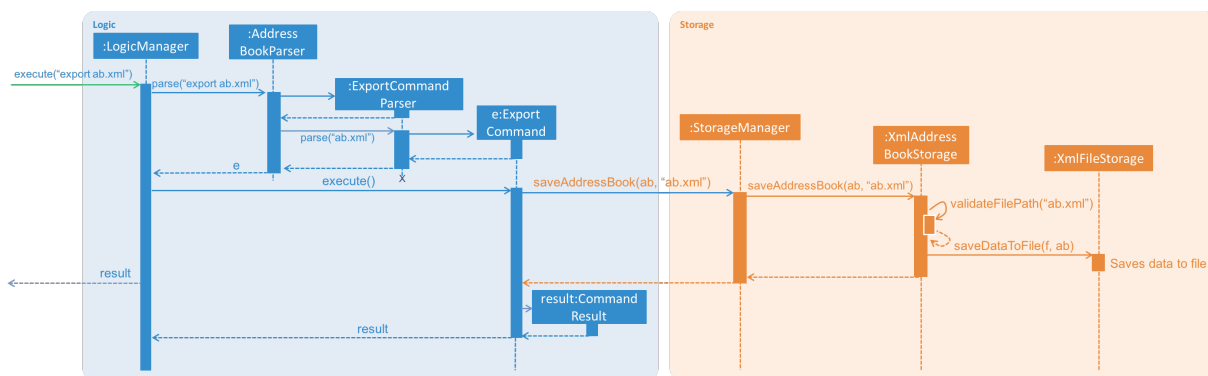 Logic
Storage
:LogicManager
:Address
BookParser
execute(“export ab.xml”)
parse(“export ab.xml”)
:ExportCommand
Parser
e:Export
Command
parse(“ab.xml”)
X
e
execute()
saveAddressBook(ab, “ab.xml”)
:StorageManager
saveAddressBook(ab, “ab.xml”)
:XmlAddress
BookStorage
:XmlFileStorage
validateFilePath(“ab.xml”)
saveDataToFile(f, ab)
Saves data to file
result
result:Command
Result
result